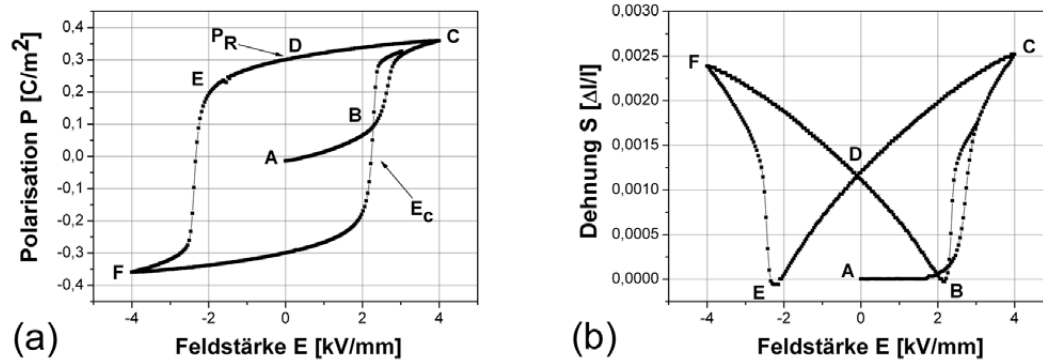 Polarisation P [C/m²]
0,4
0,3
0,2
0,1
0,0
-0,1
-0,2
-0,3
-0,4
P_R
D
C
E
B
A
E_c
F
-4
-2
0
2
4
Feldstärke E [kV/mm]
(a)
Dehnung S [Δl/l]
0,0030
0,0025
0,0020
0,0015
0,0010
0,0005
0,0000
F
C
D
A
E
B
-4
-2
0
2
4
Feldstärke E [kV/mm]
(b)